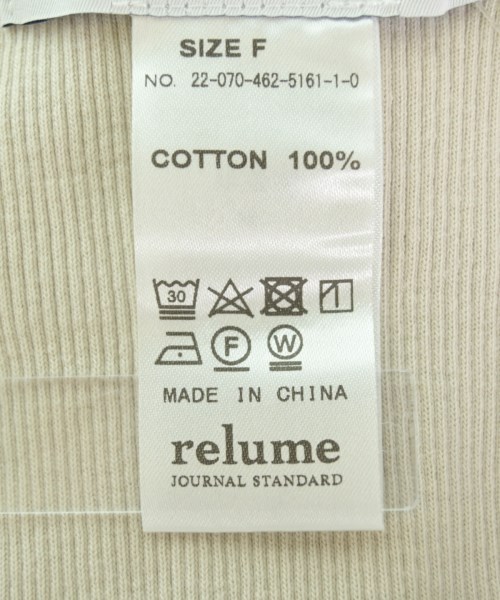 SIZE F
NO. 22-070-462-5161-1-0
COTTON 100%
30
F W
MADE IN CHINA
relume
JOURNAL STANDARD